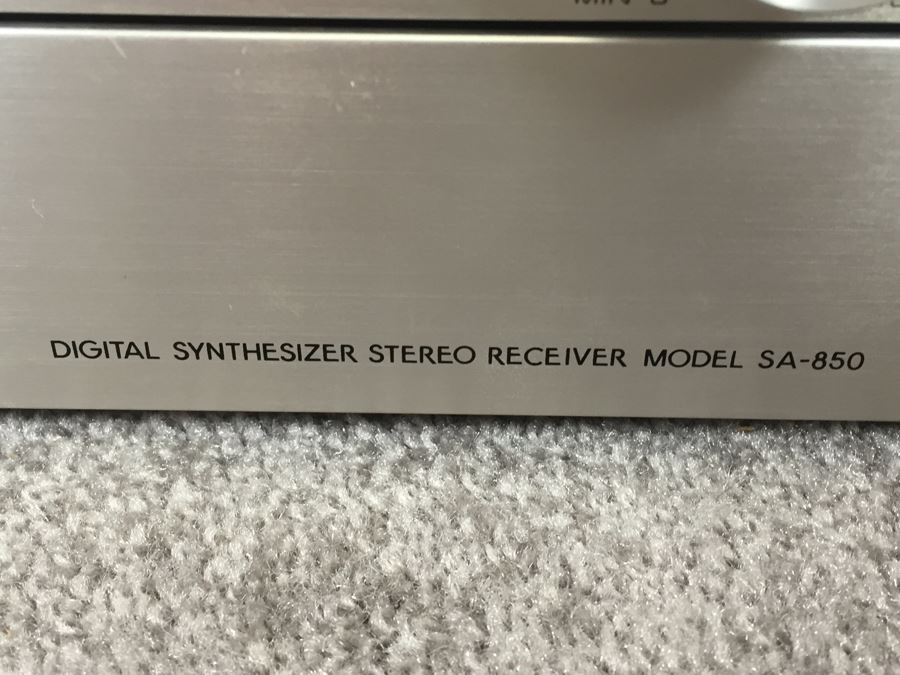 DIGITAL SYNTHESIZER STEREO RECEIVER MODEL SA-850